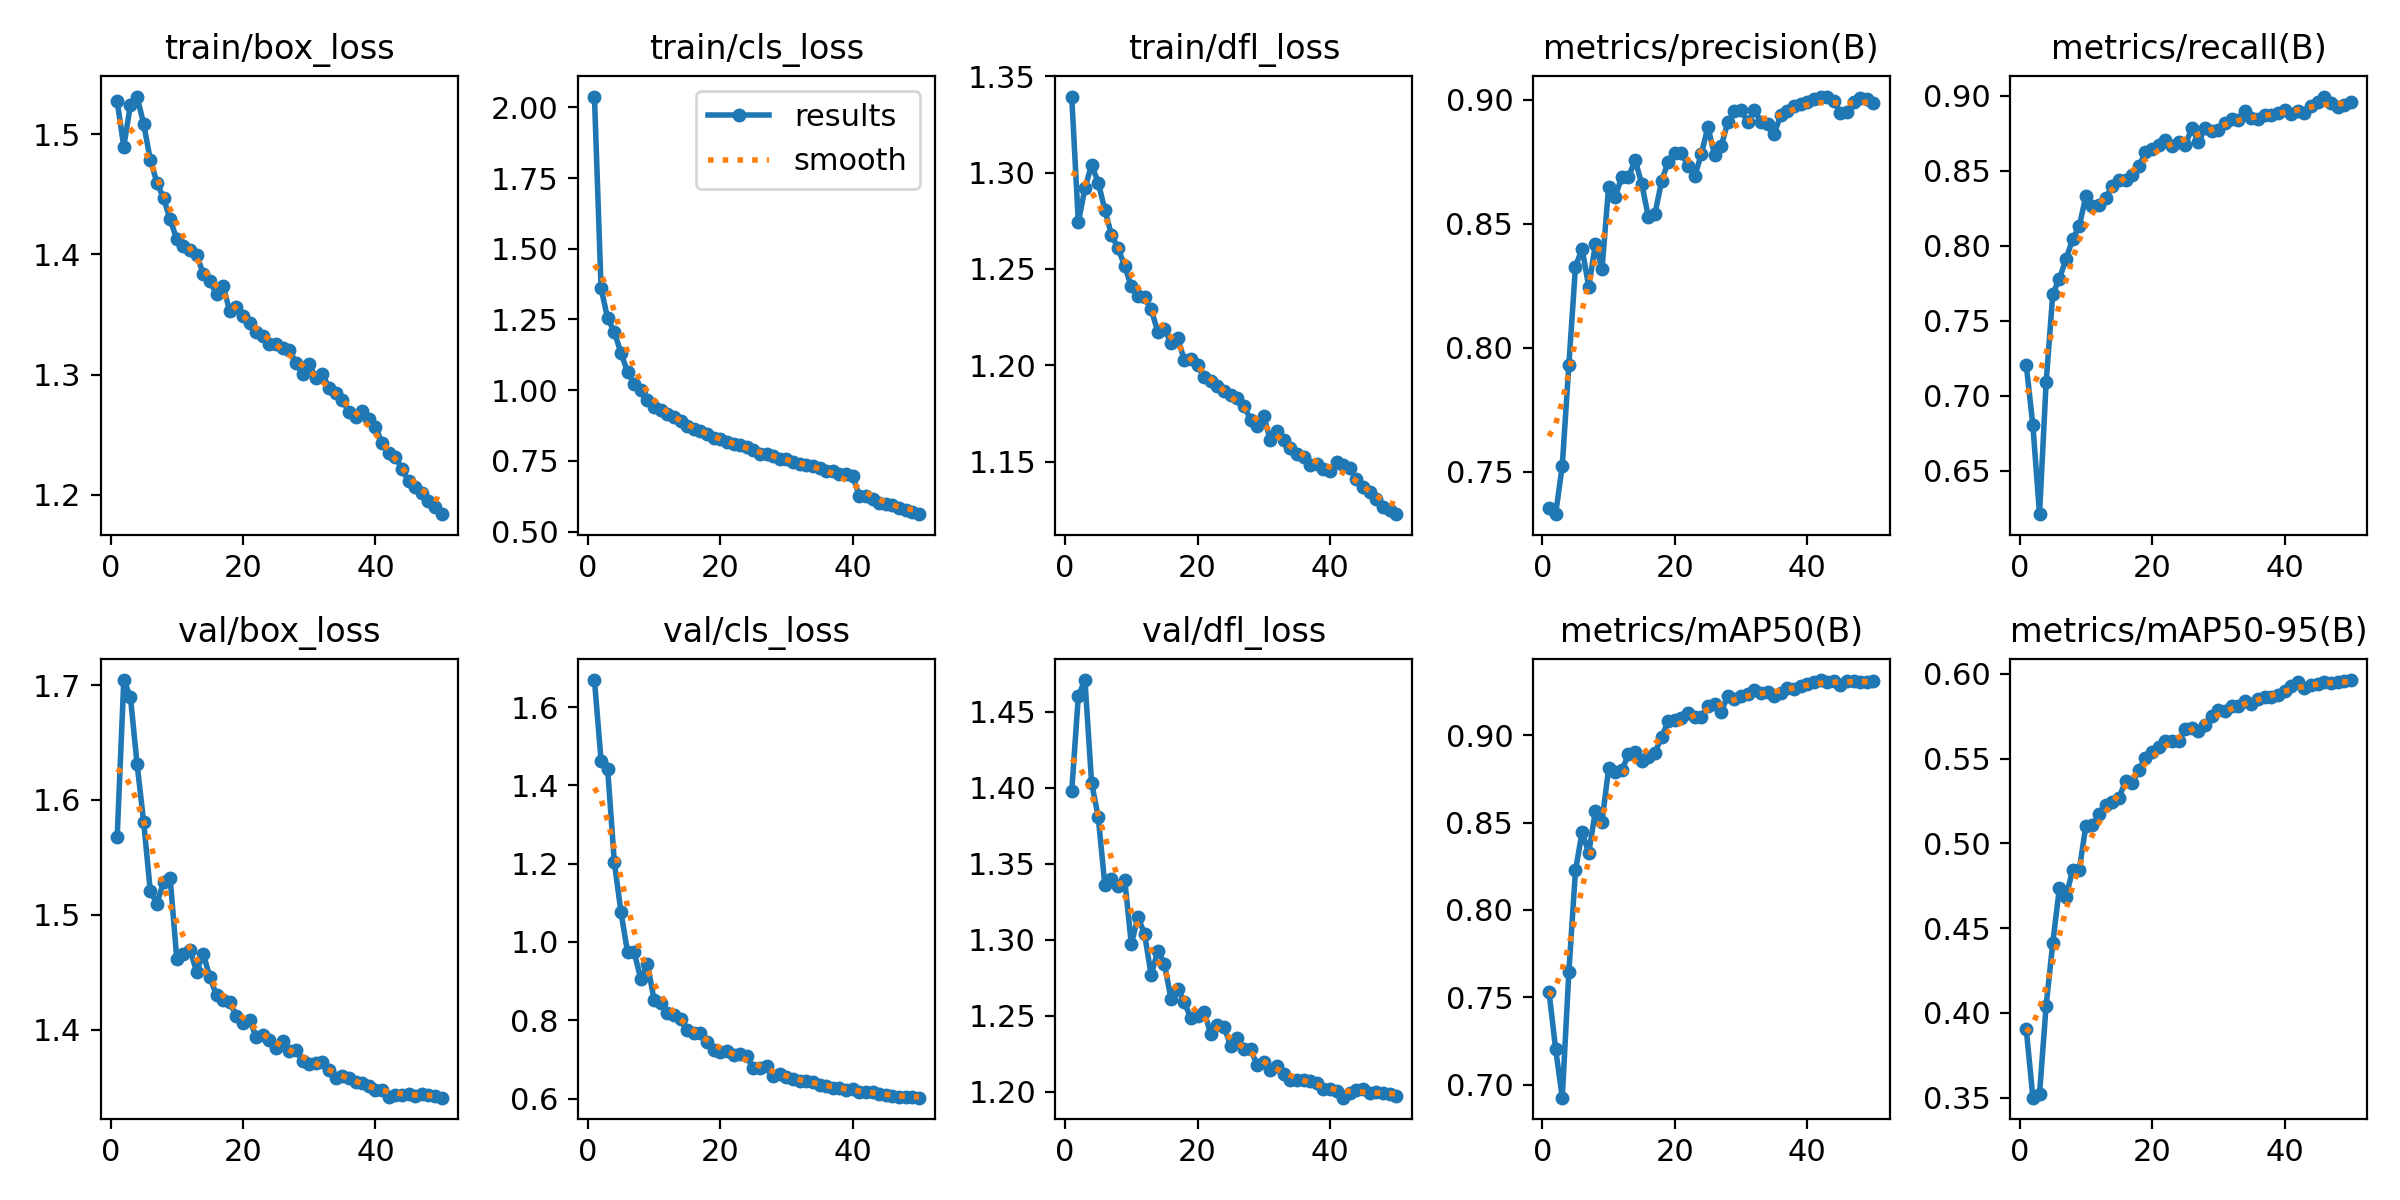 train/box_loss
1.5
1.4
1.3
1.2
0 20 40
train/cls_loss
results
smooth
2.00
1.75
1.50
1.25
1.00
0.75
0.50
0 20 40
train/dfl_loss
1.35
1.30
1.25
1.20
1.15
0 20 40
metrics/precision(B)
0.90
0.85
0.80
0.75
0 20 40
metrics/recall(B)
0.90
0.85
0.80
0.75
0.70
0.65
0 20 40
val/box_loss
1.7
1.6
1.5
1.4
0 20 40
val/cls_loss
1.6
1.4
1.2
1.0
0.8
0.6
0 20 40
val/dfl_loss
1.45
1.40
1.35
1.30
1.25
1.20
0 20 40
metrics/mAP50(B)
0.90
0.85
0.80
0.75
0.70
0 20 40
metrics/mAP50-95(B)
0.60
0.55
0.50
0.45
0.40
0.35
0 20 40